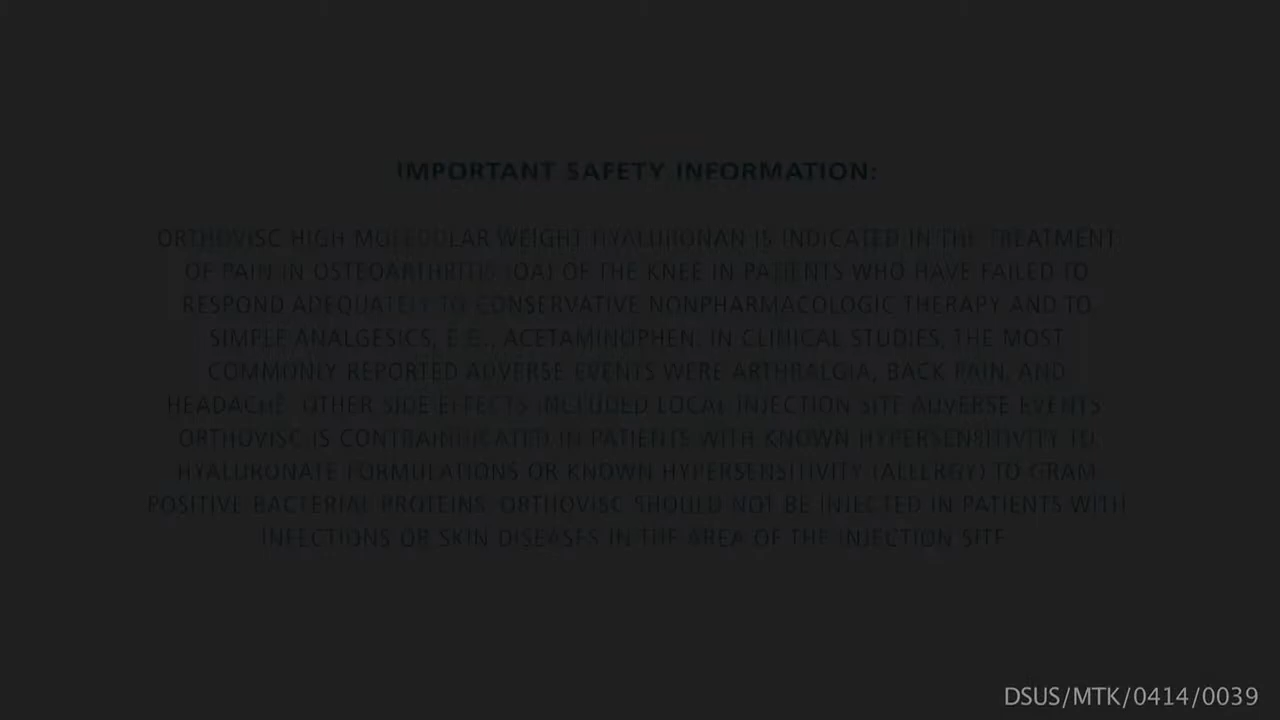 IMPORTANT SAFETY INFORMATION:
ORTHOVISC HIGH MOLECULAR WEIGHT HYALURONAN IS INDICATED IN THE TREATMENT
OF PAIN IN OSTEOARTHRITIS (OA) OF THE KNEE IN PATIENTS WHO HAVE FAILED TO
RESPOND ADEQUATELY TO CONSERVATIVE NONPHARMACOLOGIC THERAPY AND TO
SIMPLE ANALGESICS, E.G., ACETAMINOPHEN. IN CLINICAL STUDIES, THE MOST
COMMONLY REPORTED ADVERSE EVENTS WERE ARTHRALGIA, BACK PAIN, AND
HEADACHE. OTHER SIDE EFFECTS INCLUDED LOCAL INJECTION SITE ADVERSE EVENTS.
ORTHOVISC IS CONTRAINDICATED IN PATIENTS WITH KNOWN HYPERSENSITIVITY TO
HYALURONATE FORMULATIONS OR KNOWN HYPERSENSITIVITY (ALLERGY) TO GRAM
POSITIVE BACTERIAL PROTEINS. ORTHOVISC SHOULD NOT BE INJECTED IN PATIENTS WITH
INFECTIONS OR SKIN DISEASES IN THE AREA OF THE INJECTION SITE
DSUS/MTK/0414/0039